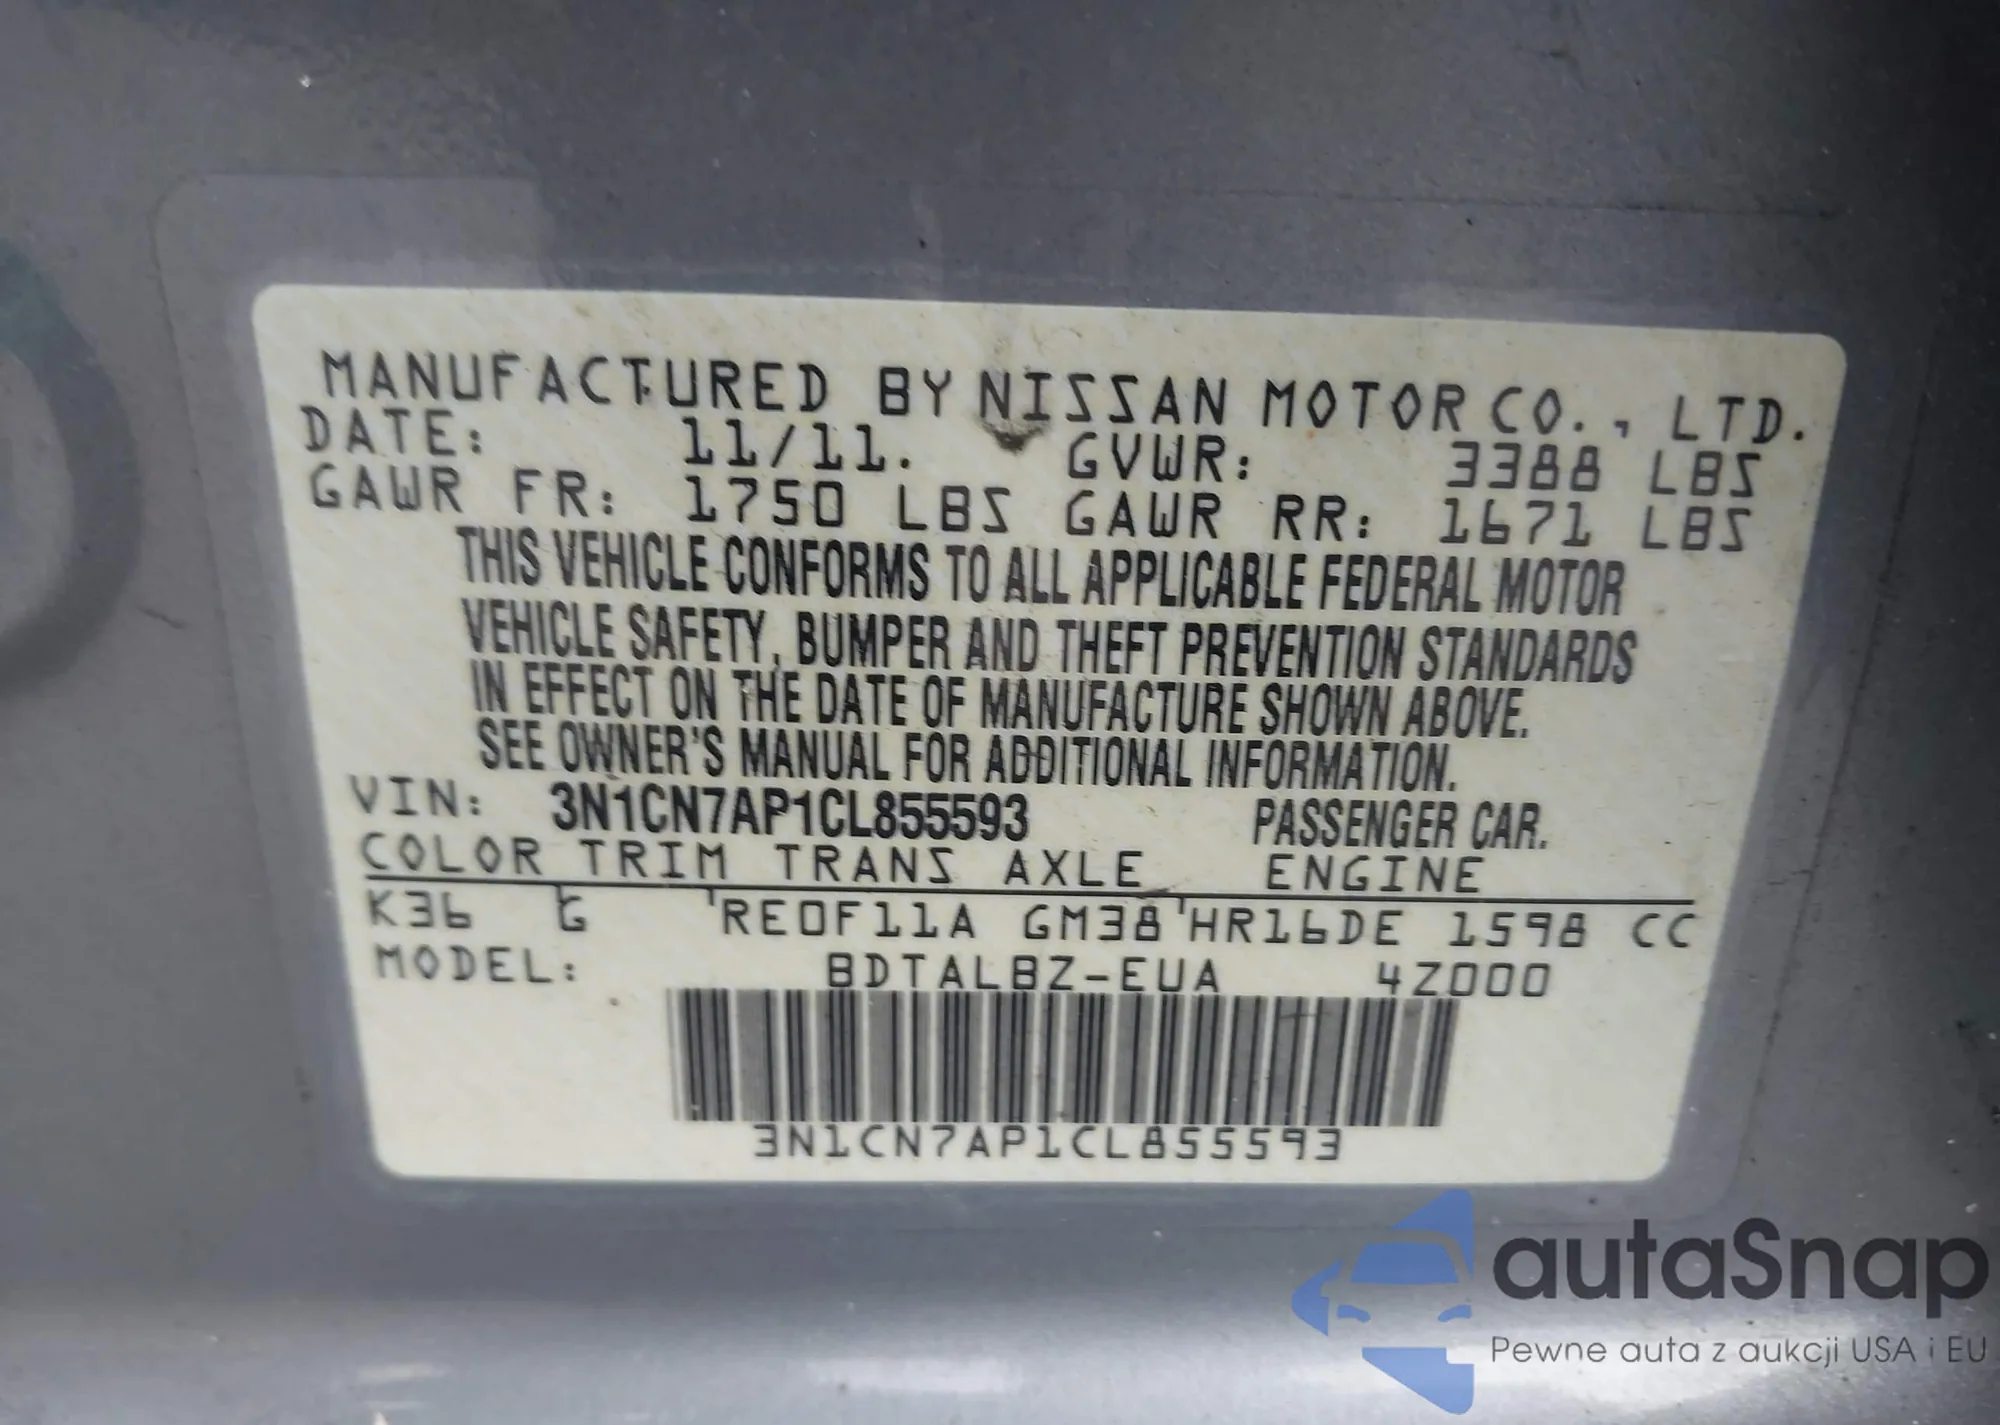 MANUFACTURED BY NISSAN MOTOR CO., LTD.
DATE: 11/11. GVWR: 3388 LBS
GAWR FR: 1750 LBS GAWR RR: 1671 LBS
THIS VEHICLE CONFORMS TO ALL APPLICABLE FEDERAL MOTOR
VEHICLE SAFETY, BUMPER AND THEFT PREVENTION STANDARDS
IN EFFECT ON THE DATE OF MANUFACTURE SHOWN ABOVE.
SEE OWNER'S MANUAL FOR ADDITIONAL INFORMATION.
VIN: 3N1CN7AP1CL855593 PASSENGER CAR.
COLOR TRIM TRANS AXLE ENGINE
K36 G RE0F11A GM38 HR16DE 1598 CC
MODEL: BDTALBZ-EUA 4Z000
3N1CN7AP1CL855593
autaSnap
Pewne auta z aukcji USA i EU